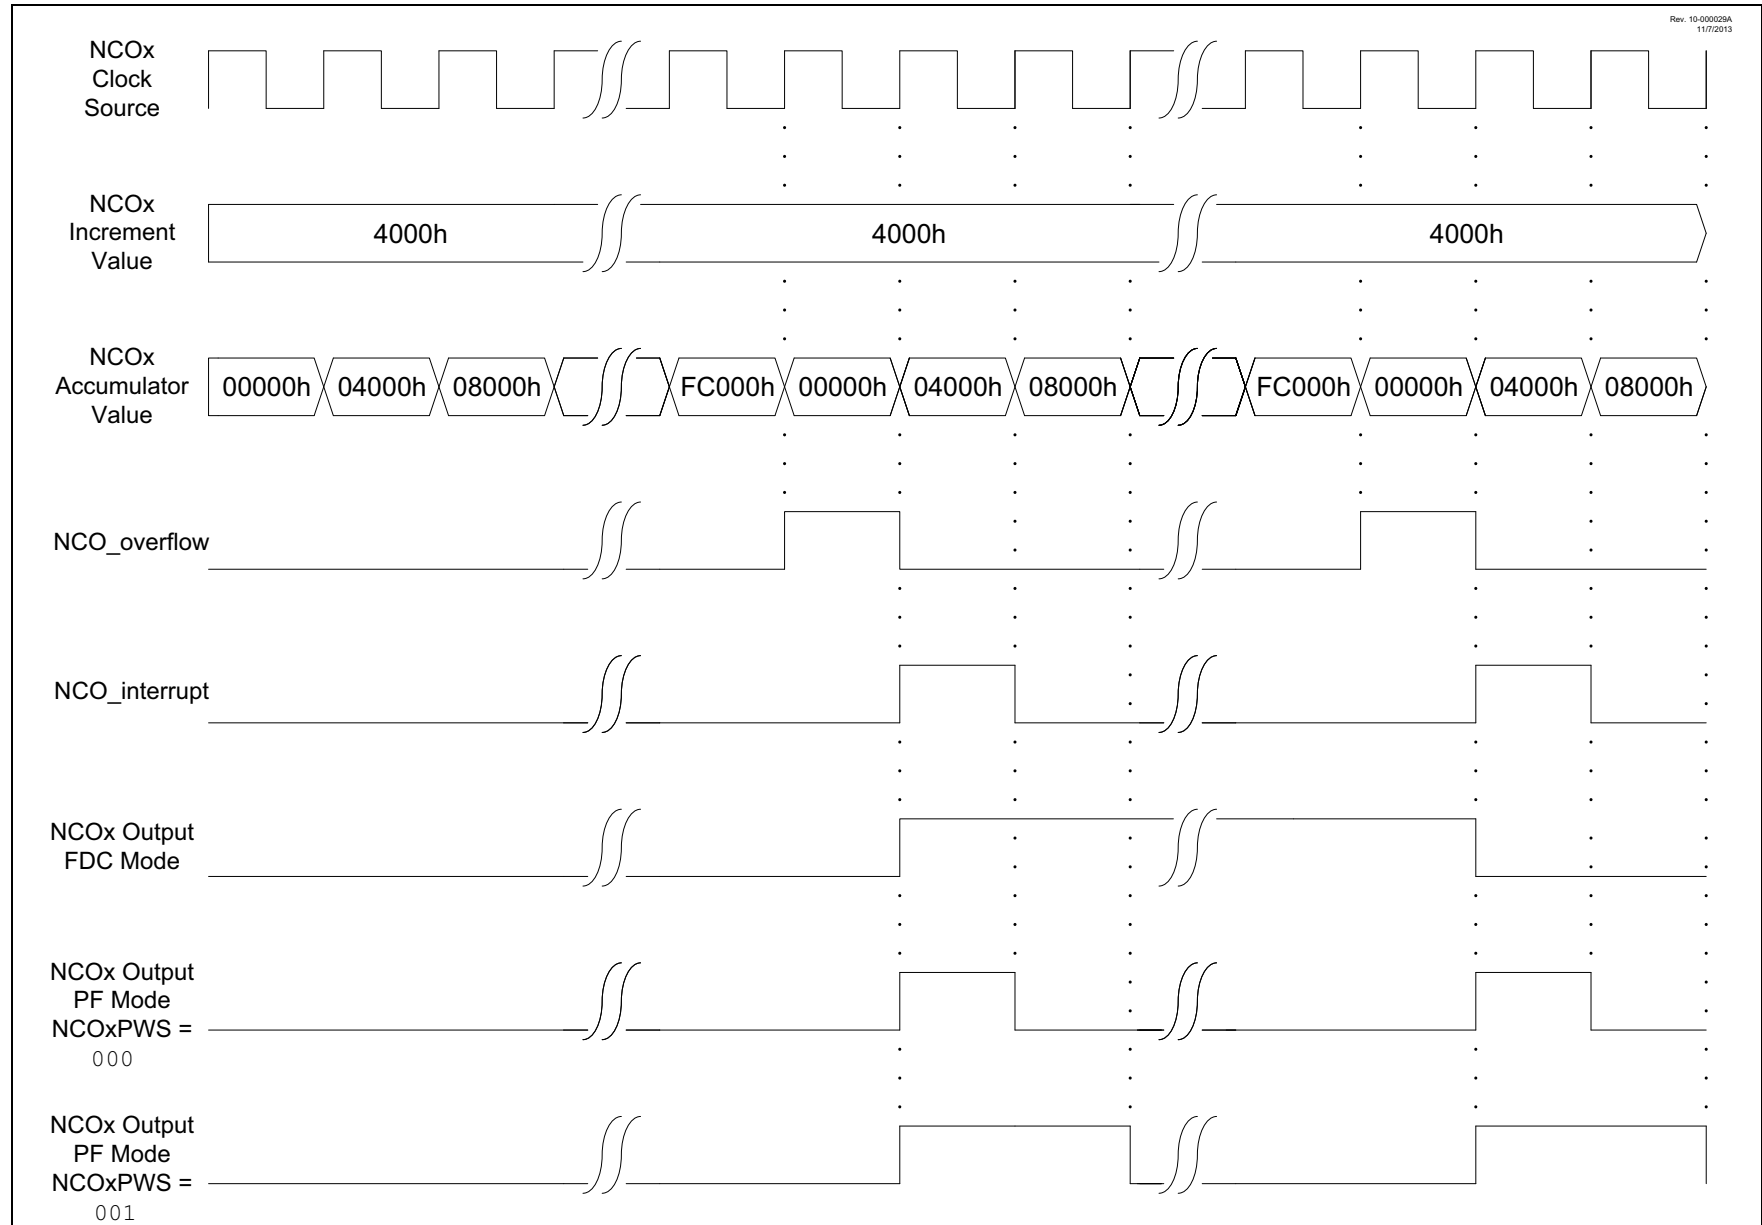 Rev. 10-000029A
11/7/2013
NCOx
Clock
Source
NCOx
Increment
Value
4000h 4000h 4000h
NCOx
Accumulator
Value
00000h 04000h 08000h FC000h 00000h 04000h 08000h FC000h 00000h 04000h 08000h
NCO_overflow
NCO_interrupt
NCOx Output
FDC Mode
NCOx Output
PF Mode
NCOxPWS =
000
NCOx Output
PF Mode
NCOxPWS =
001